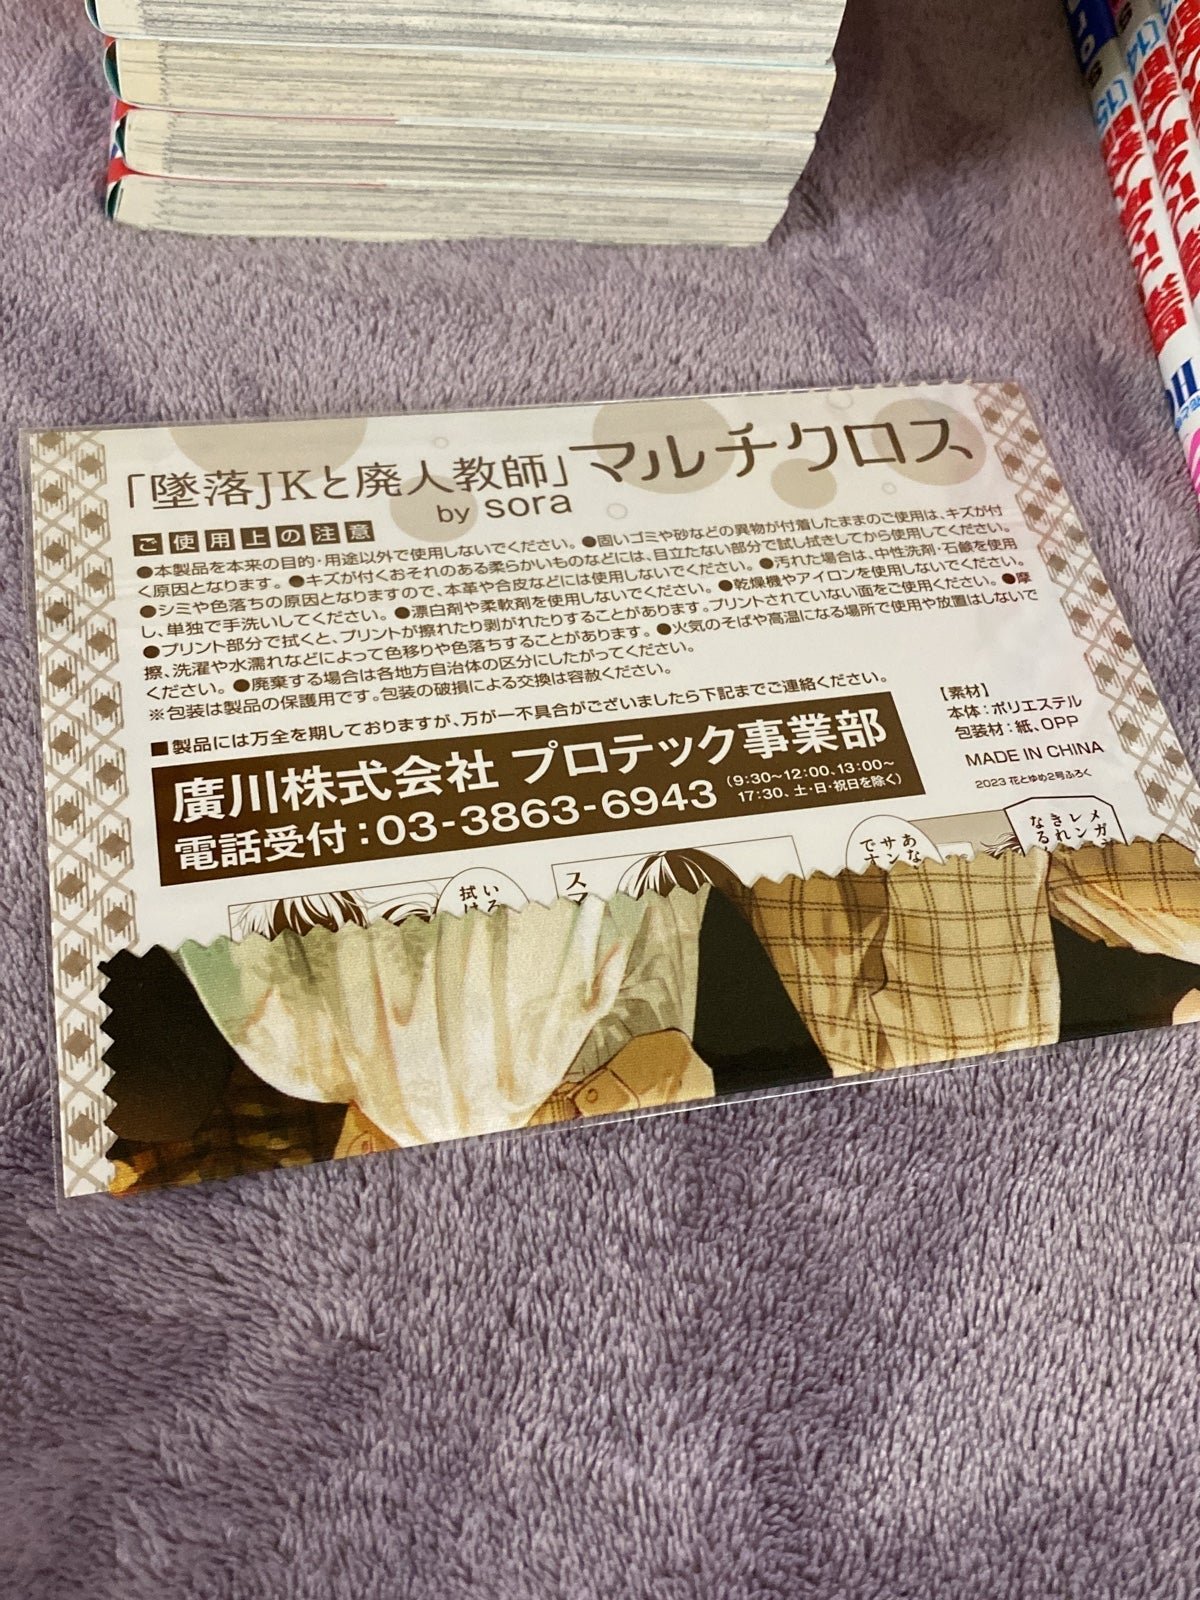 「墜落JKと廃人教師」マルチクロス
by sora
ご使用上の注意
●本製品を本来の目的・用途以外で使用しないでください。●固いゴミや砂などの異物が付着したままのご使用は、キズが付
く原因となります。●キズが付くおそれのある柔らかいものなどには、目立たない部分で試し拭きしてから使用してください。
●シミや色落ちの原因となりますので、本革や合皮などには使用しないでください。●汚れた場合は、中性洗剤・石鹸を使用
し、単独で手洗いしてください。●漂白剤や柔軟剤を使用しないでください。●乾燥機やアイロンを使用しないでください。
●プリント部分で拭くと、プリントが擦れたり剥がれたりすることがあります。プリントされていない面をご使用ください。●摩
擦、洗濯や水濡れなどによって色移りや色落ちすることがあります。●火気のそばや高温になる場所で使用や放置はしないで
ください。●廃棄する場合は各地方自治体の区分にしたがってください。
※包装は製品の保護用です。包装の破損による交換は容赦ください。
■製品には万全を期しておりますが、万が一不具合がございましたら下記までご連絡ください。
廣川株式会社 プロテック事業部
電話受付：03-3863-6943
(9:30〜12:00、13:00〜
17:30、土・日・祝日を除く)
【素材】
本体：ポリエステル
包装材：紙、OPP
MADE IN CHINA
2023 花とゆめ2号ふろく
メガ
レン
きれ
なる
あな
サン
でオ
ス
いろ
拭け
14
15